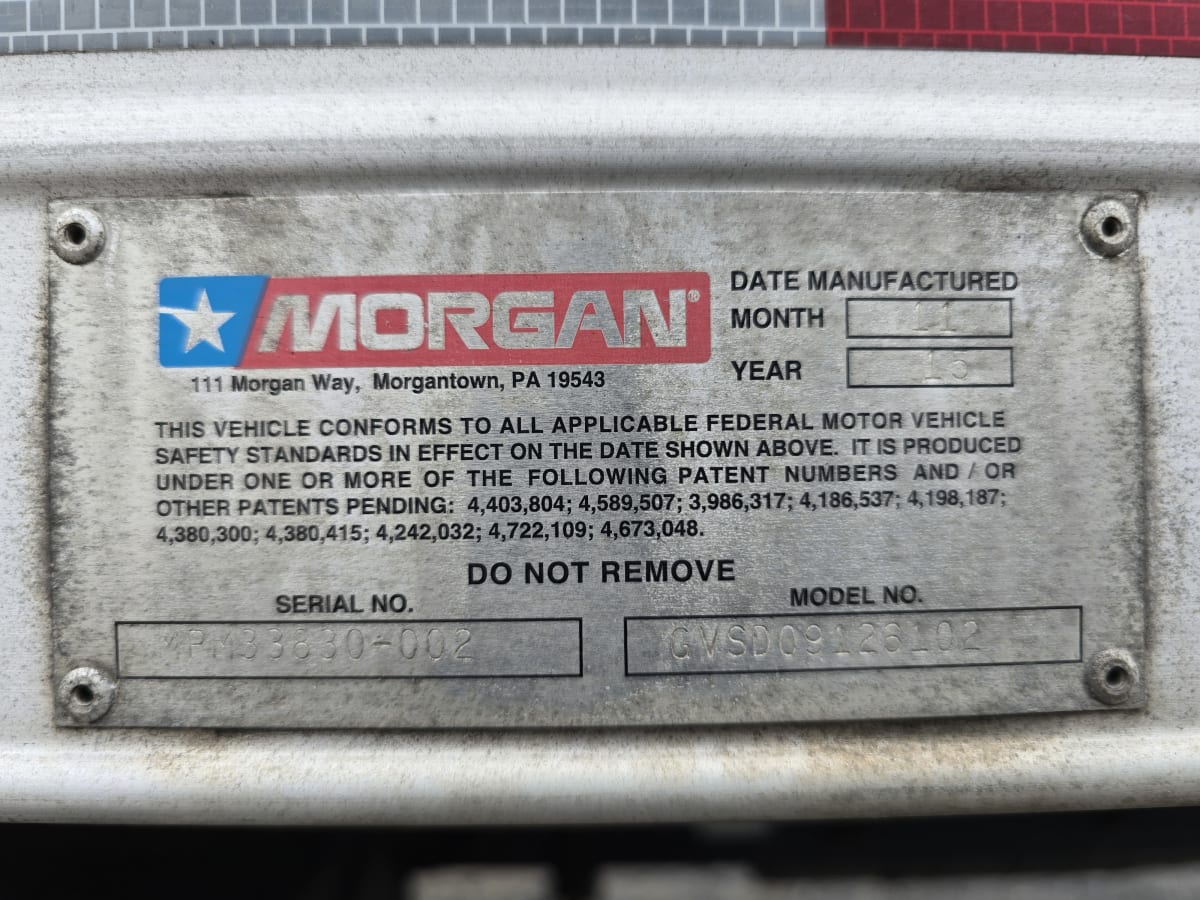 MORGAN®
111 Morgan Way, Morgantown, PA 19543
DATE MANUFACTURED
MONTH 11
YEAR 15
THIS VEHICLE CONFORMS TO ALL APPLICABLE FEDERAL MOTOR VEHICLE
SAFETY STANDARDS IN EFFECT ON THE DATE SHOWN ABOVE. IT IS PRODUCED
UNDER ONE OR MORE OF THE FOLLOWING PATENT NUMBERS AND / OR
OTHER PATENTS PENDING: 4,403,804; 4,589,507; 3,986,317; 4,186,537; 4,198,187;
4,380,300; 4,380,415; 4,242,032; 4,722,109; 4,673,048.
DO NOT REMOVE
SERIAL NO.
MODEL NO.
GVSD09126102